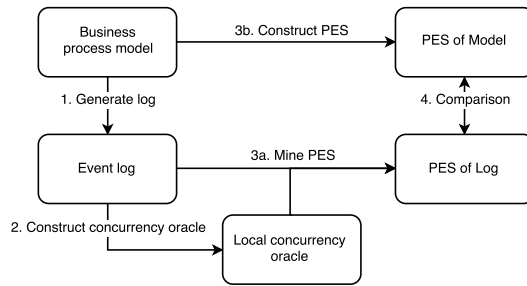 Business
process model
3b. Construct PES
PES of Model
1. Generate log
4. Comparison
Event log
3a. Mine PES
PES of Log
2. Construct concurrency oracle
Local concurrency
oracle